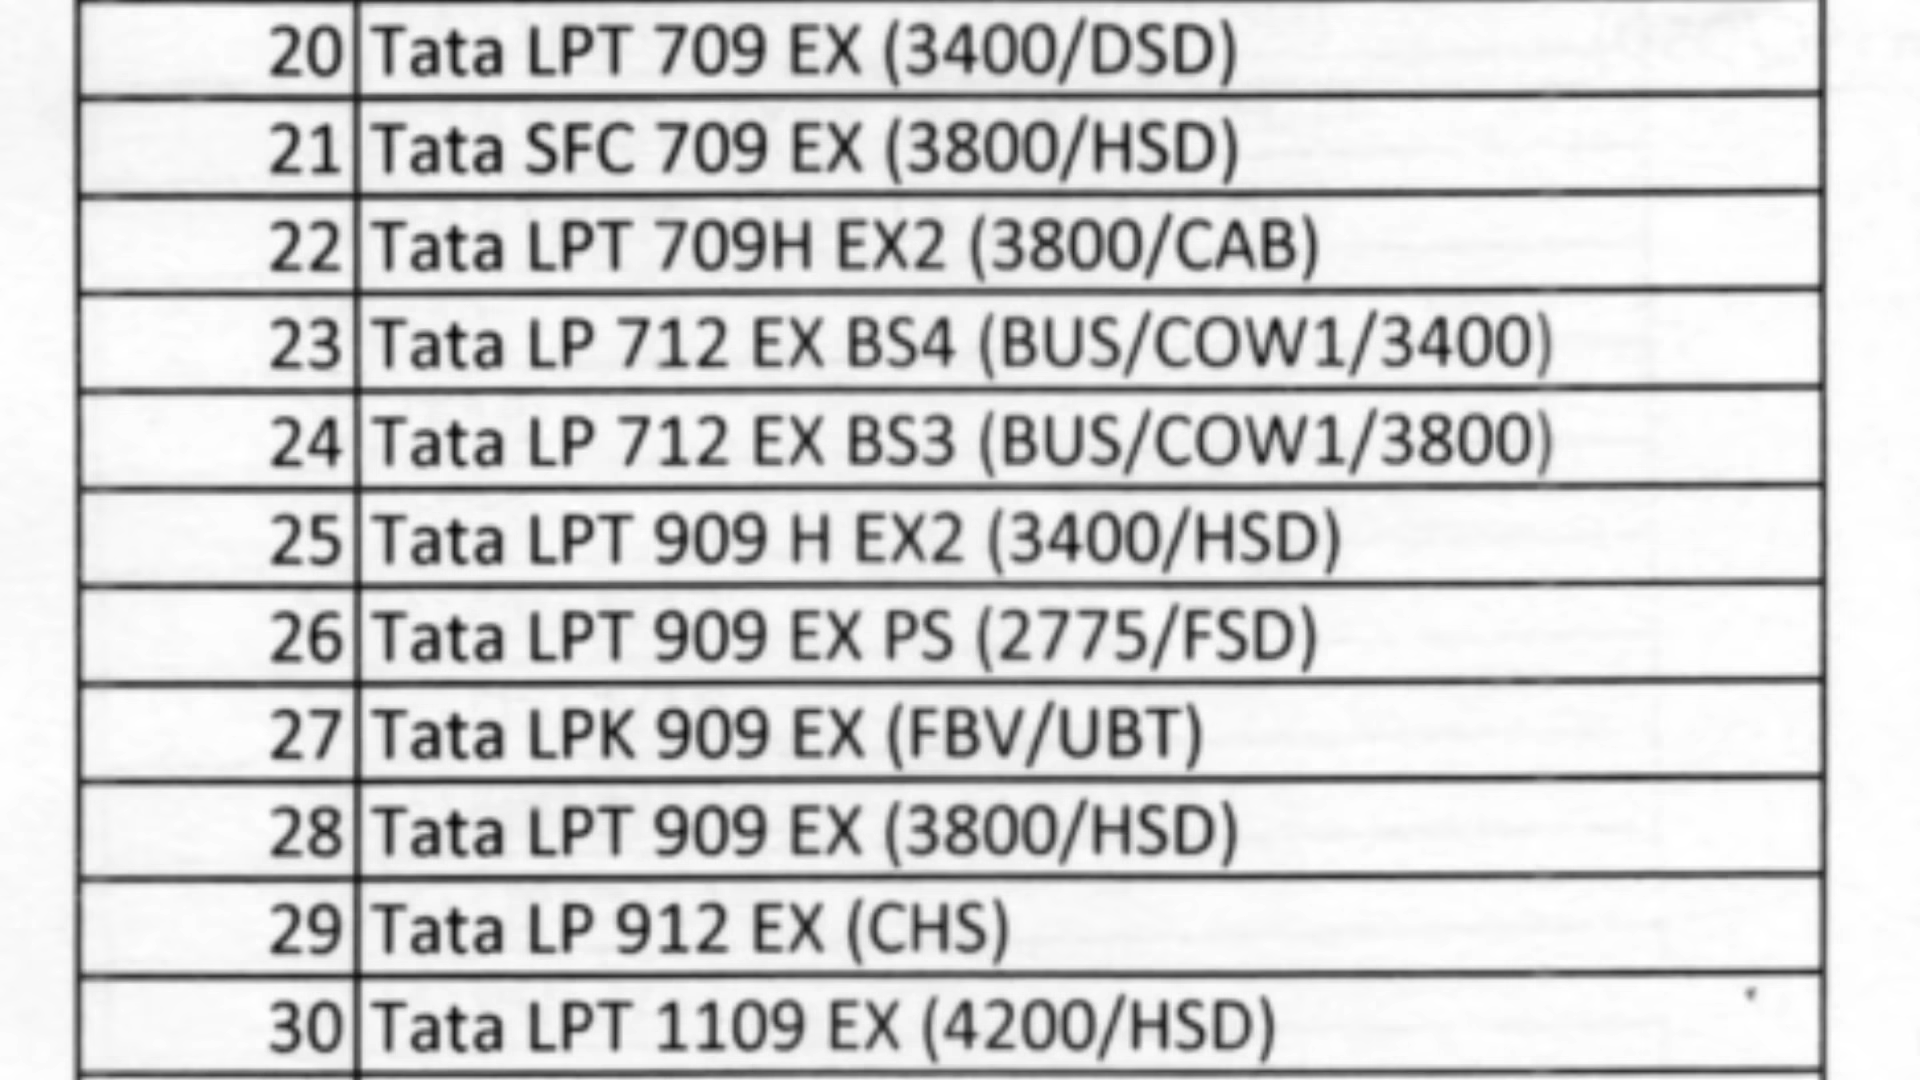 20 Tata LPT 709 EX (3400/DSD)
21 Tata SFC 709 EX (3800/HSD)
22 Tata LPT 709H EX2 (3800/CAB)
23 Tata LP 712 EX BS4 (BUS/COW1/3400)
24 Tata LP 712 EX BS3 (BUS/COW1/3800)
25 Tata LPT 909 H EX2 (3400/HSD)
26 Tata LPT 909 EX PS (2775/FSD)
27 Tata LPK 909 EX (FBV/UBT)
28 Tata LPT 909 EX (3800/HSD)
29 Tata LP 912 EX (CHS)
30 Tata LPT 1109 EX (4200/HSD)